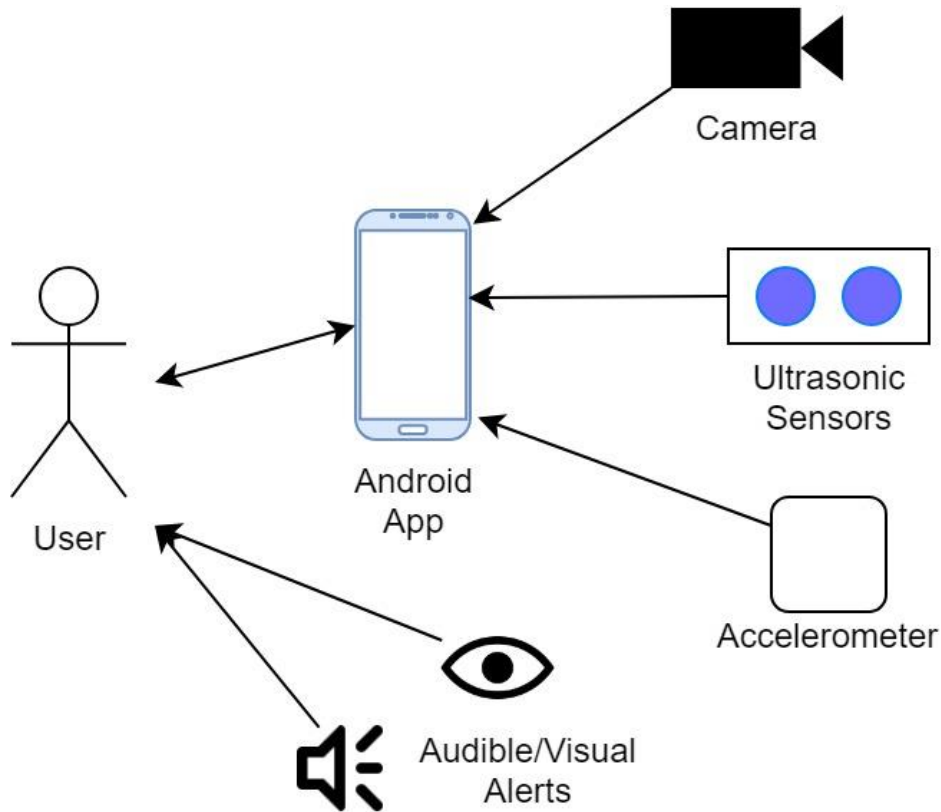 Camera
Ultrasonic
Sensors
Android
App
User
Accelerometer
Audible/Visual
Alerts